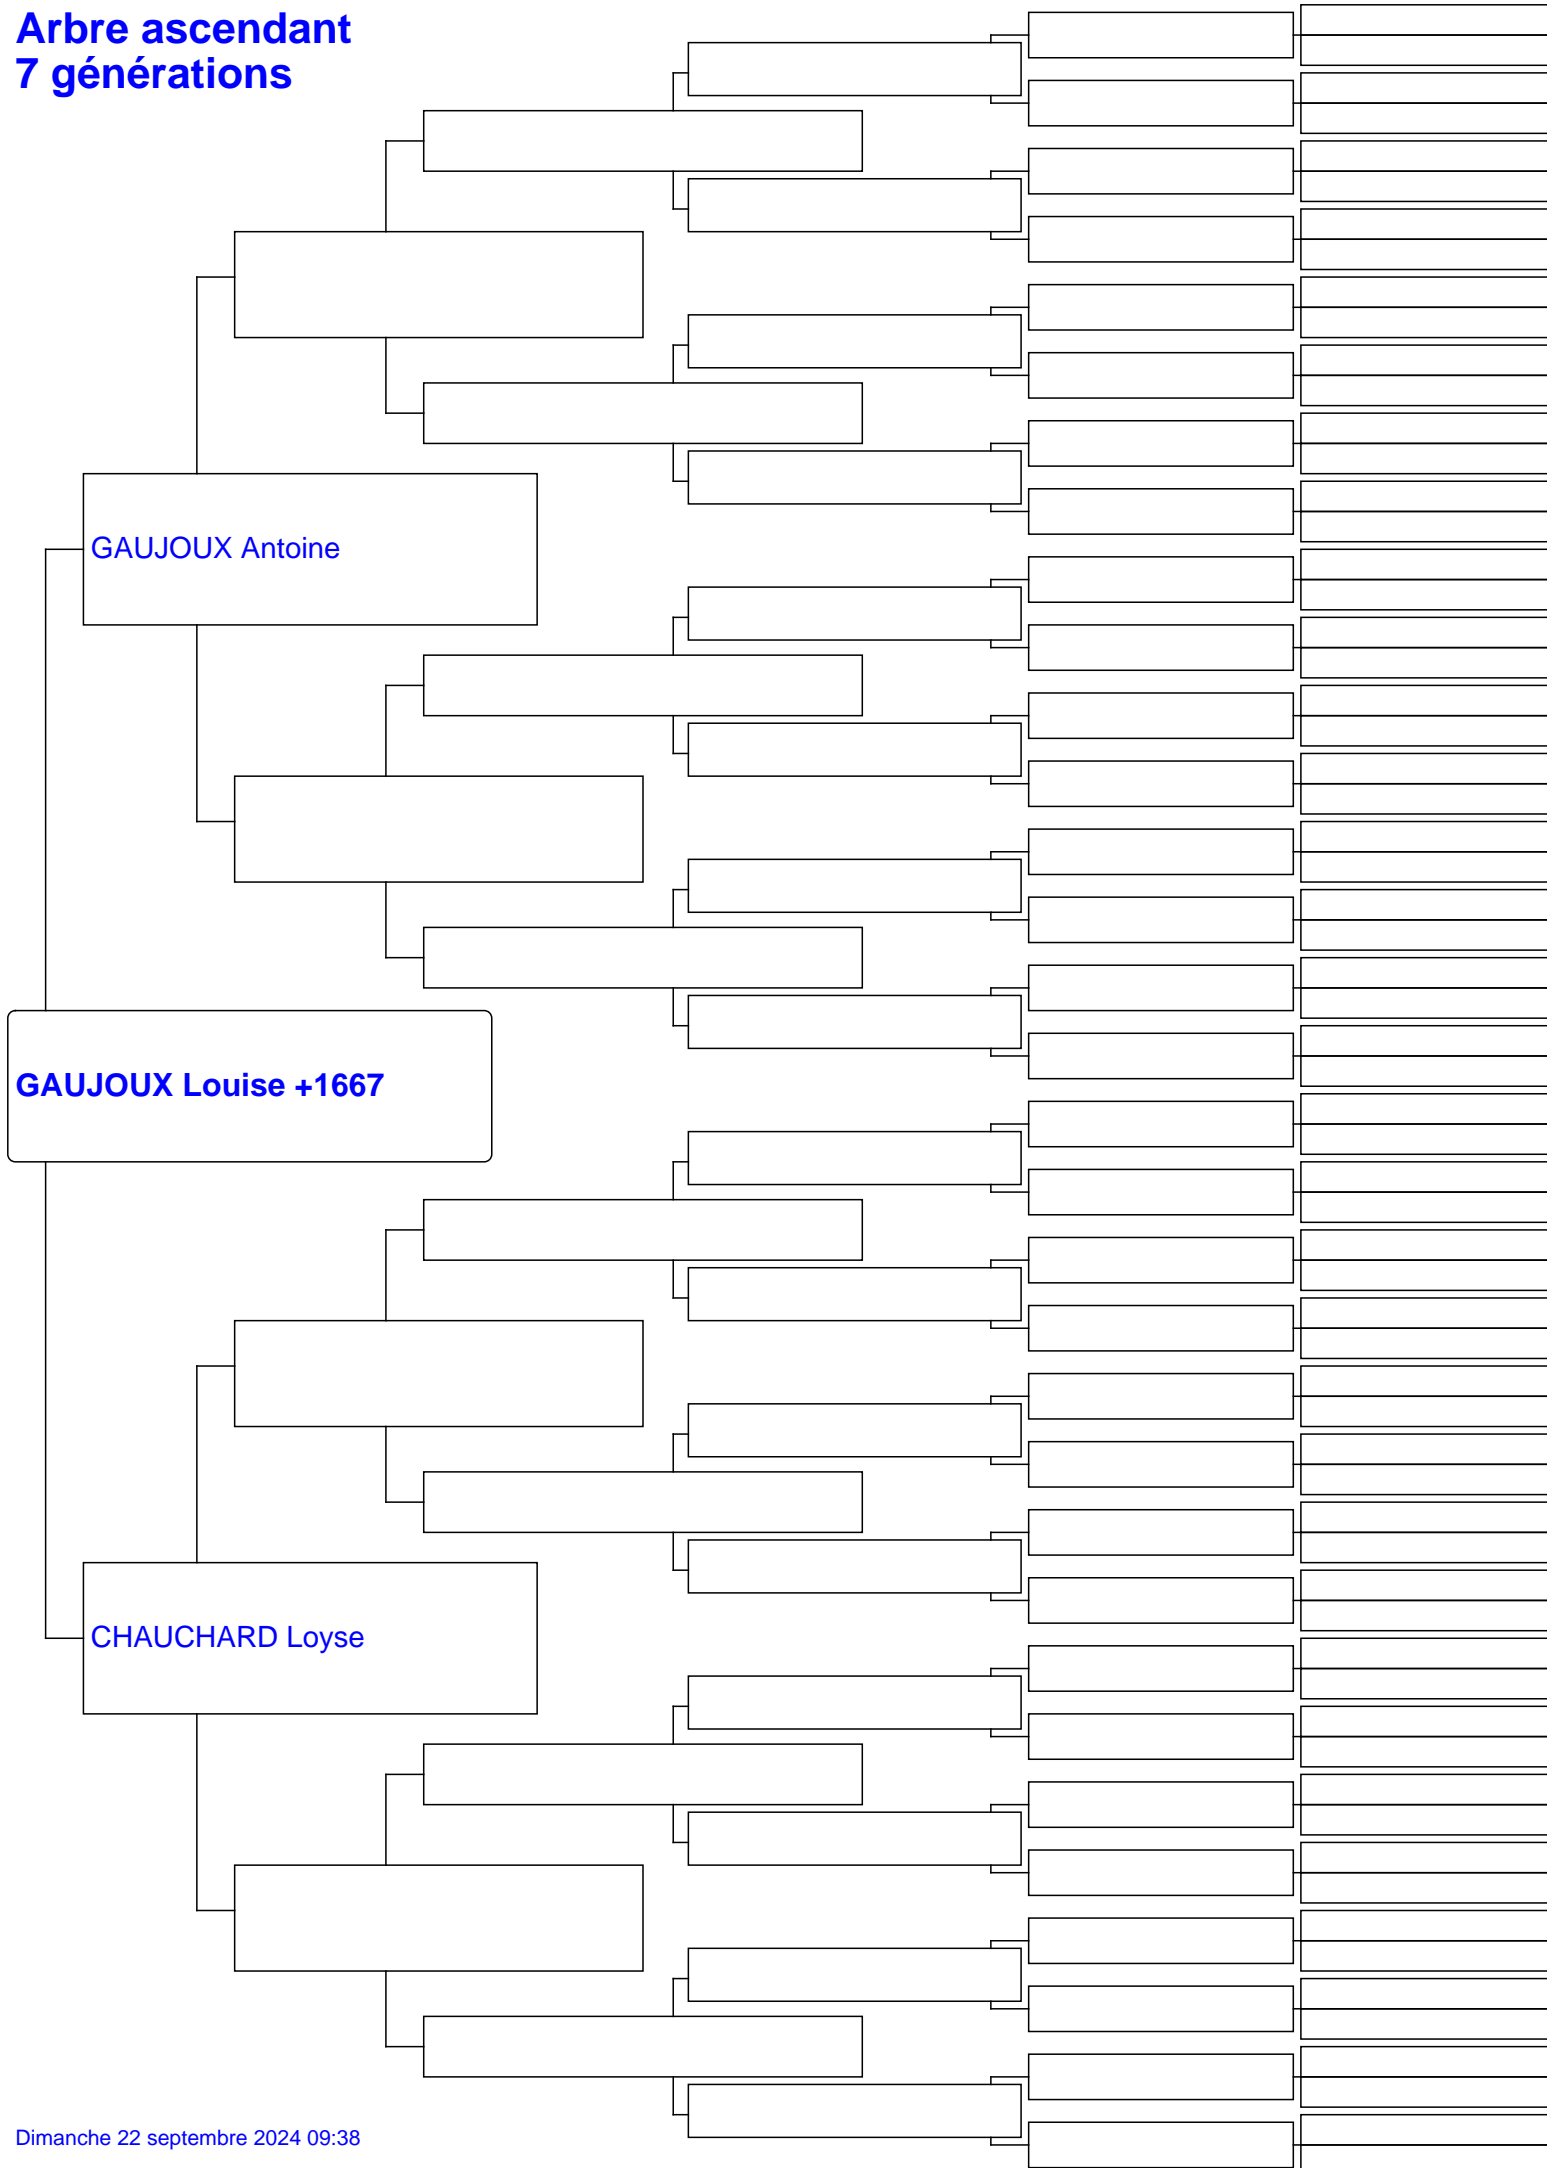 Arbre ascendant
7 générations
GAUJOUX Antoine
GAUJOUX Louise +1667
CHAUCHARD Loyse
Dimanche 22 septembre 2024 09:38